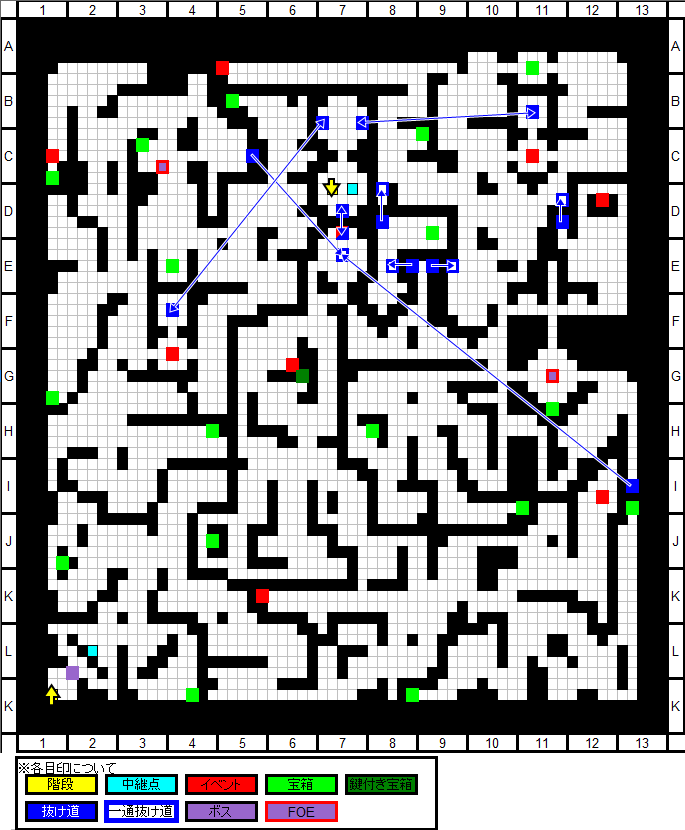 1 2 3 4 5 6 7 8 9 10 11 12 13
A A
B B
C C
D D
E E
F F
G G
H H
I I
J J
K K
L L
K K
1 2 3 4 5 6 7 8 9 10 11 12 13
※各目印について
階段 中継点 イベント 宝箱 鍵付き宝箱
抜け道 一通抜け道 ボス FOE